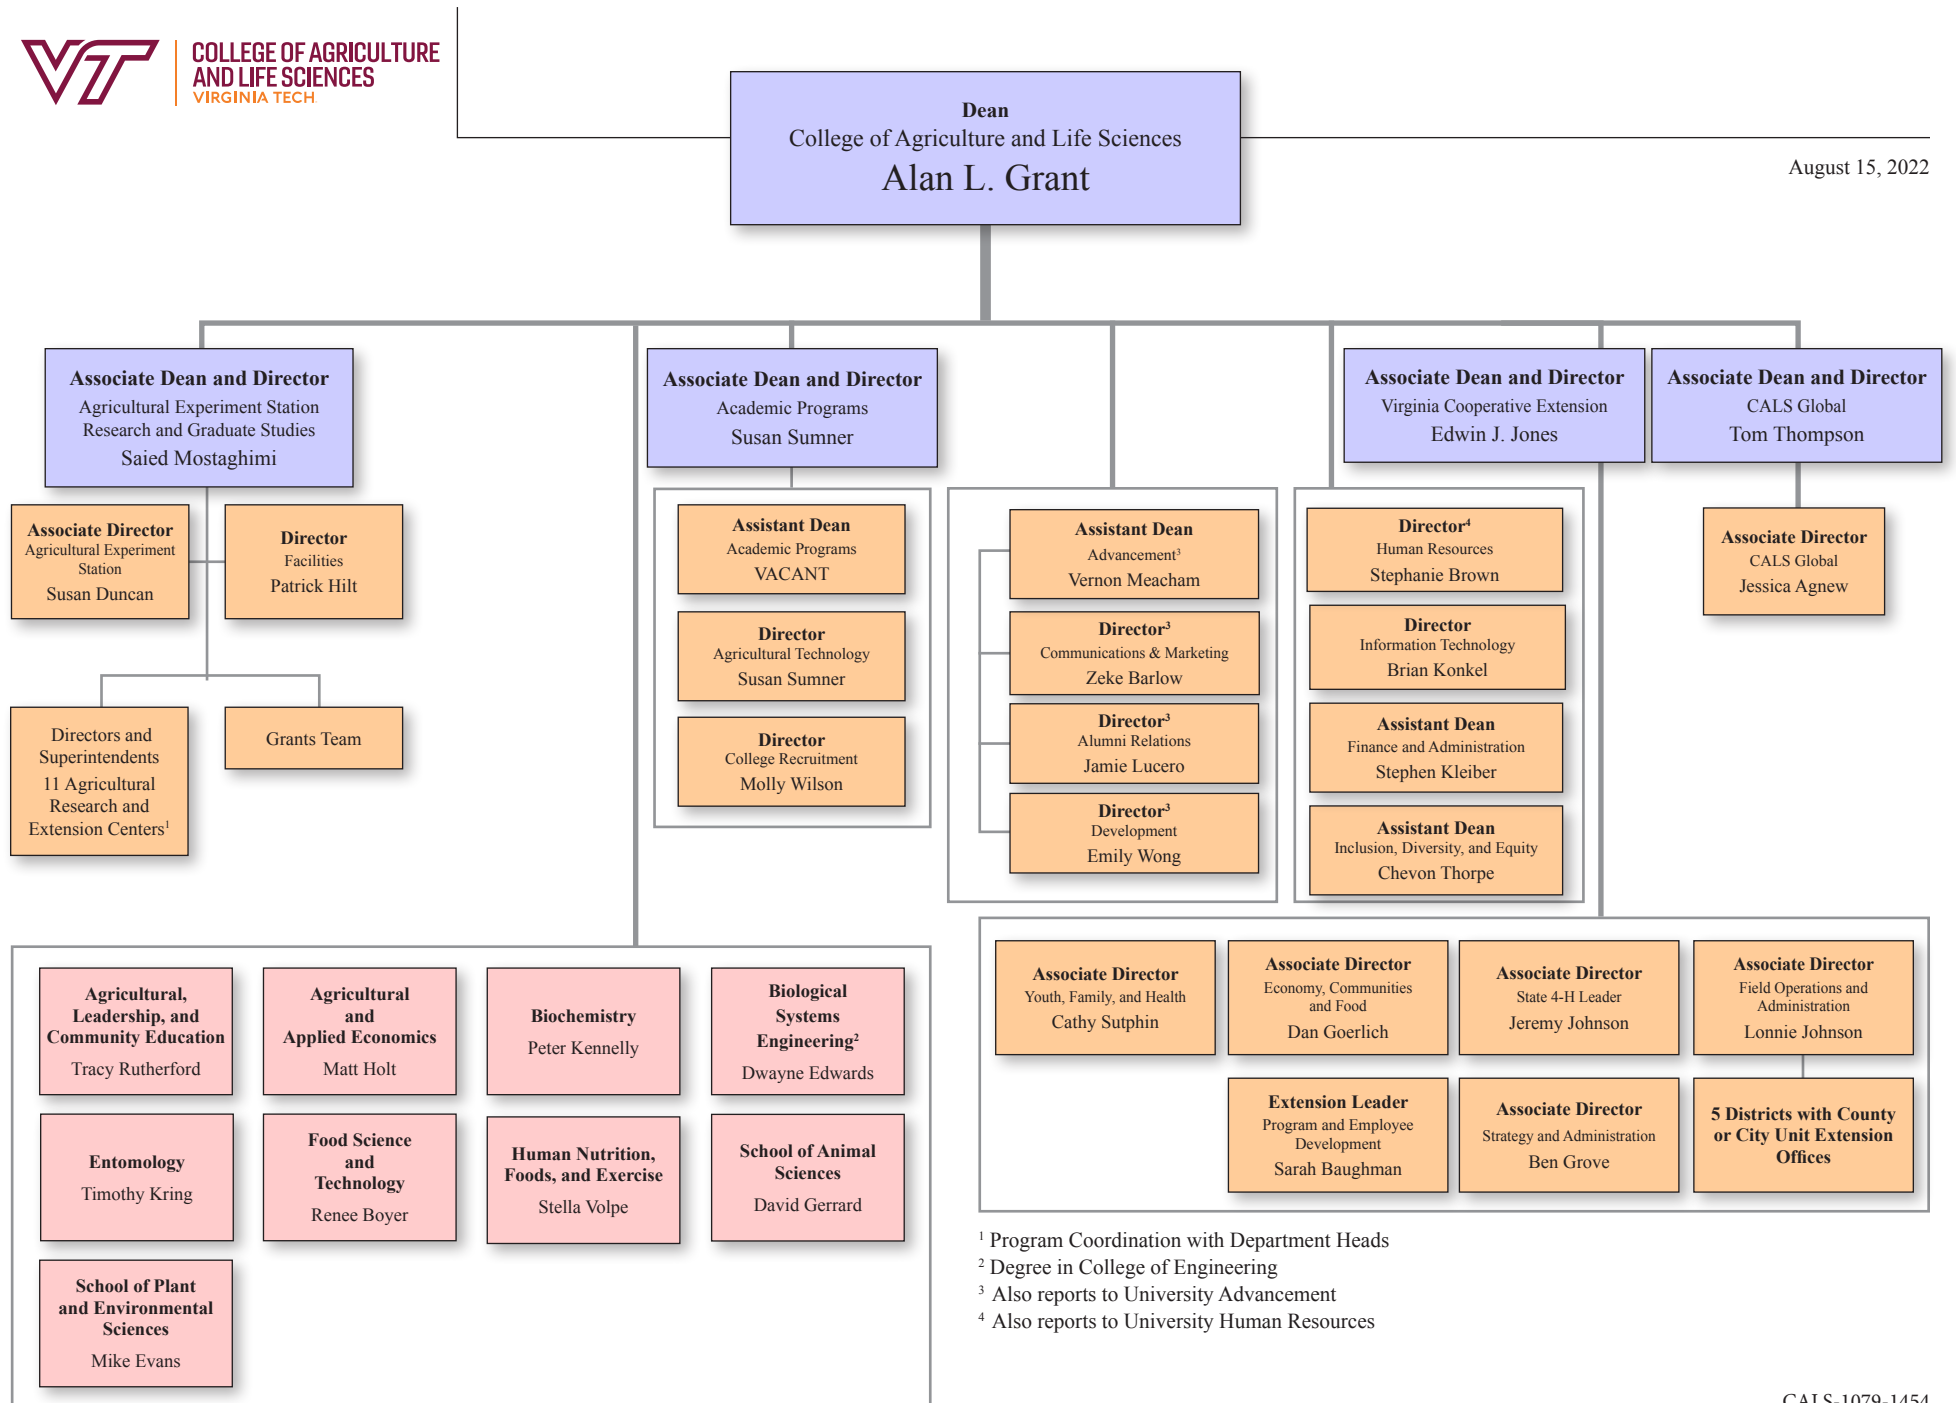 VT
COLLEGE OF AGRICULTURE
AND LIFE SCIENCES
VIRGINIA TECH
Dean
College of Agriculture and Life Sciences
Alan L. Grant
August 15, 2022
Associate Dean and Director
Agricultural Experiment Station
Research and Graduate Studies
Saied Mostaghimi
Associate Dean and Director
Academic Programs
Susan Sumner
Associate Dean and Director
Virginia Cooperative Extension
Edwin J. Jones
Associate Dean and Director
CALS Global
Tom Thompson
Associate Director
Agricultural Experiment
Station
Susan Duncan
Director
Facilities
Patrick Hilt
Directors and
Superintendents
11 Agricultural
Research and
Extension Centers¹
Grants Team
Assistant Dean
Academic Programs
VACANT
Director
Agricultural Technology
Susan Sumner
Director
College Recruitment
Molly Wilson
Assistant Dean
Advancement³
Vernon Meacham
Director³
Communications & Marketing
Zeke Barlow
Director³
Alumni Relations
Jamie Lucero
Director³
Development
Emily Wong
Director⁴
Human Resources
Stephanie Brown
Director
Information Technology
Brian Konkel
Assistant Dean
Finance and Administration
Stephen Kleiber
Assistant Dean
Inclusion, Diversity, and Equity
Chevon Thorpe
Associate Director
CALS Global
Jessica Agnew
Agricultural,
Leadership, and
Community Education
Tracy Rutherford
Agricultural
and
Applied Economics
Matt Holt
Biochemistry
Peter Kennelly
Biological
Systems
Engineering²
Dwayne Edwards
Entomology
Timothy Kring
Food Science
and
Technology
Renee Boyer
Human Nutrition,
Foods, and Exercise
Stella Volpe
School of Animal
Sciences
David Gerrard
School of Plant
and Environmental
Sciences
Mike Evans
Associate Director
Youth, Family, and Health
Cathy Sutphin
Associate Director
Economy, Communities
and Food
Dan Goerlich
Associate Director
State 4-H Leader
Jeremy Johnson
Associate Director
Field Operations and
Administration
Lonnie Johnson
Extension Leader
Program and Employee
Development
Sarah Baughman
Associate Director
Strategy and Administration
Ben Grove
5 Districts with County
or City Unit Extension
Offices
¹ Program Coordination with Department Heads
² Degree in College of Engineering
³ Also reports to University Advancement
⁴ Also reports to University Human Resources
CALS-1079-1454